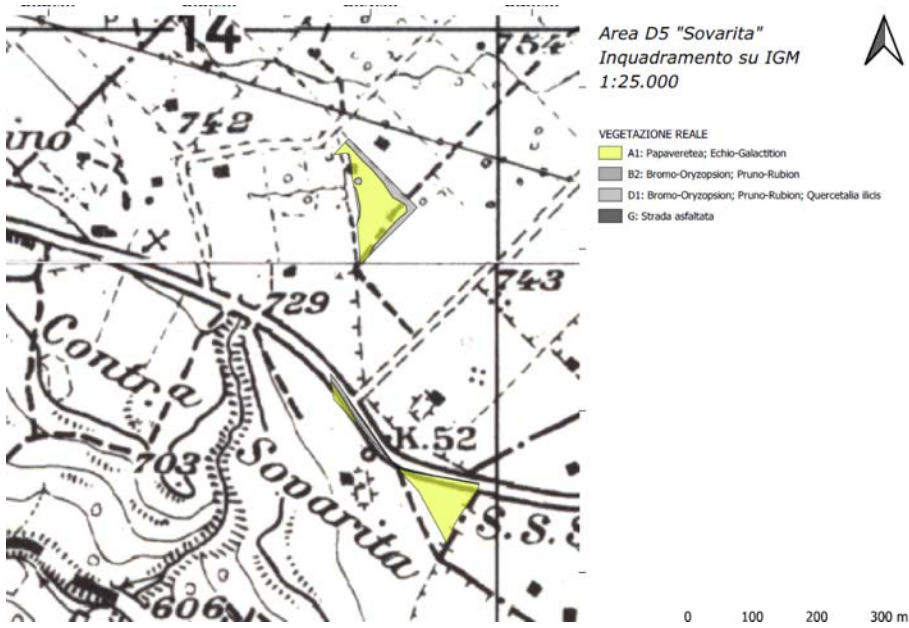 Area D5 "Sovarita"
Inquadramento su IGM
1:25.000
VEGETAZIONE REALE
A1: Papaveretea; Echio-Galactition
B2: Bromo-Oryzopsion; Pruno-Rubion
D1: Bromo-Oryzopsion; Pruno-Rubion; Quercetalia ilicis
G: Strada asfaltata
14
754
742
ino
743
729
Contra
K.52
703
Sovarita
S.S.S
606
0 100 200 300 m